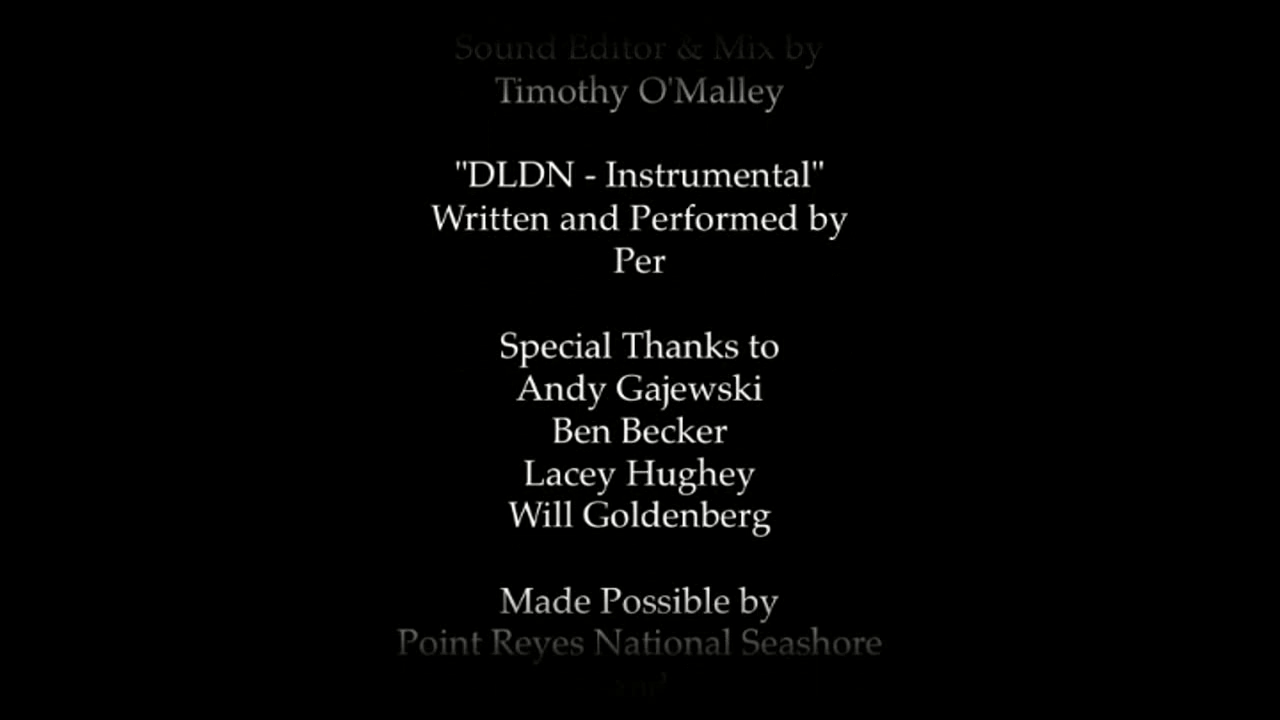 Sound Editor & Mix by
Timothy O'Malley
"DLDN - Instrumental"
Written and Performed by
Per
Special Thanks to
Andy Gajewski
Ben Becker
Lacey Hughey
Will Goldenberg
Made Possible by
Point Reyes National Seashore